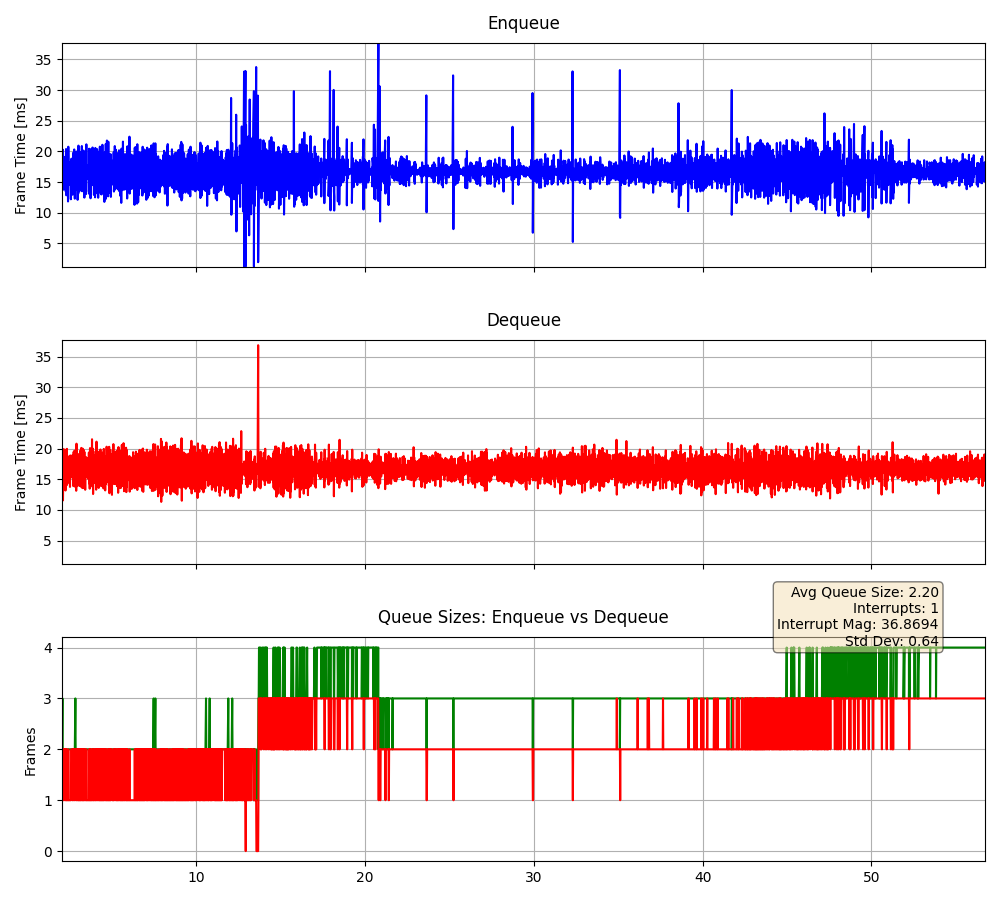 Enqueue
Frame Time [ms]
35
30
25
20
15
10
5
Dequeue
Frame Time [ms]
35
30
25
20
15
10
5
Avg Queue Size: 2.20
Interrupts: 1
Interrupt Mag: 36.8694
Std Dev: 0.64
Queue Sizes: Enqueue vs Dequeue
Frames
4
3
2
1
0
10 20 30 40 50